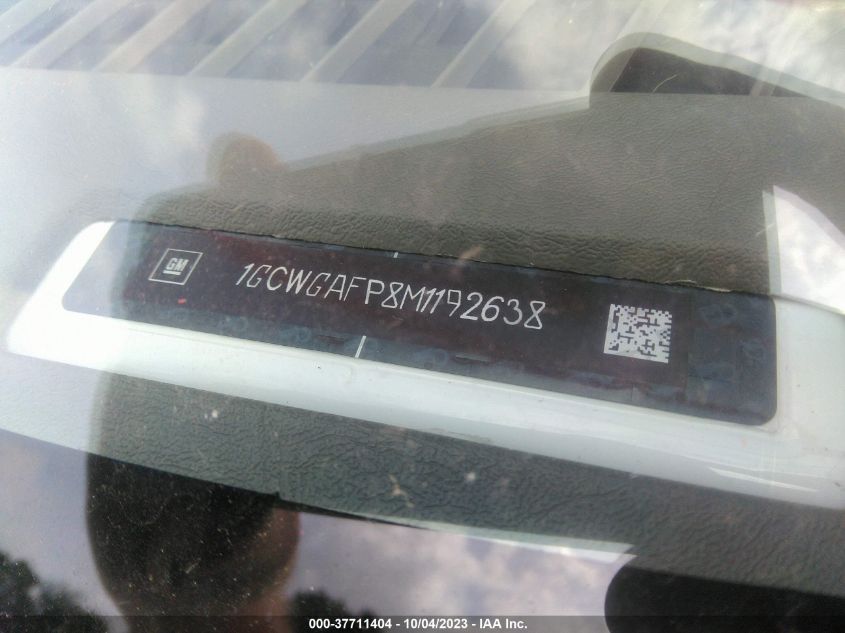 GM
1GCWGAFP8M1192638
000-37711404 - 10/04/2023 - IAA Inc.